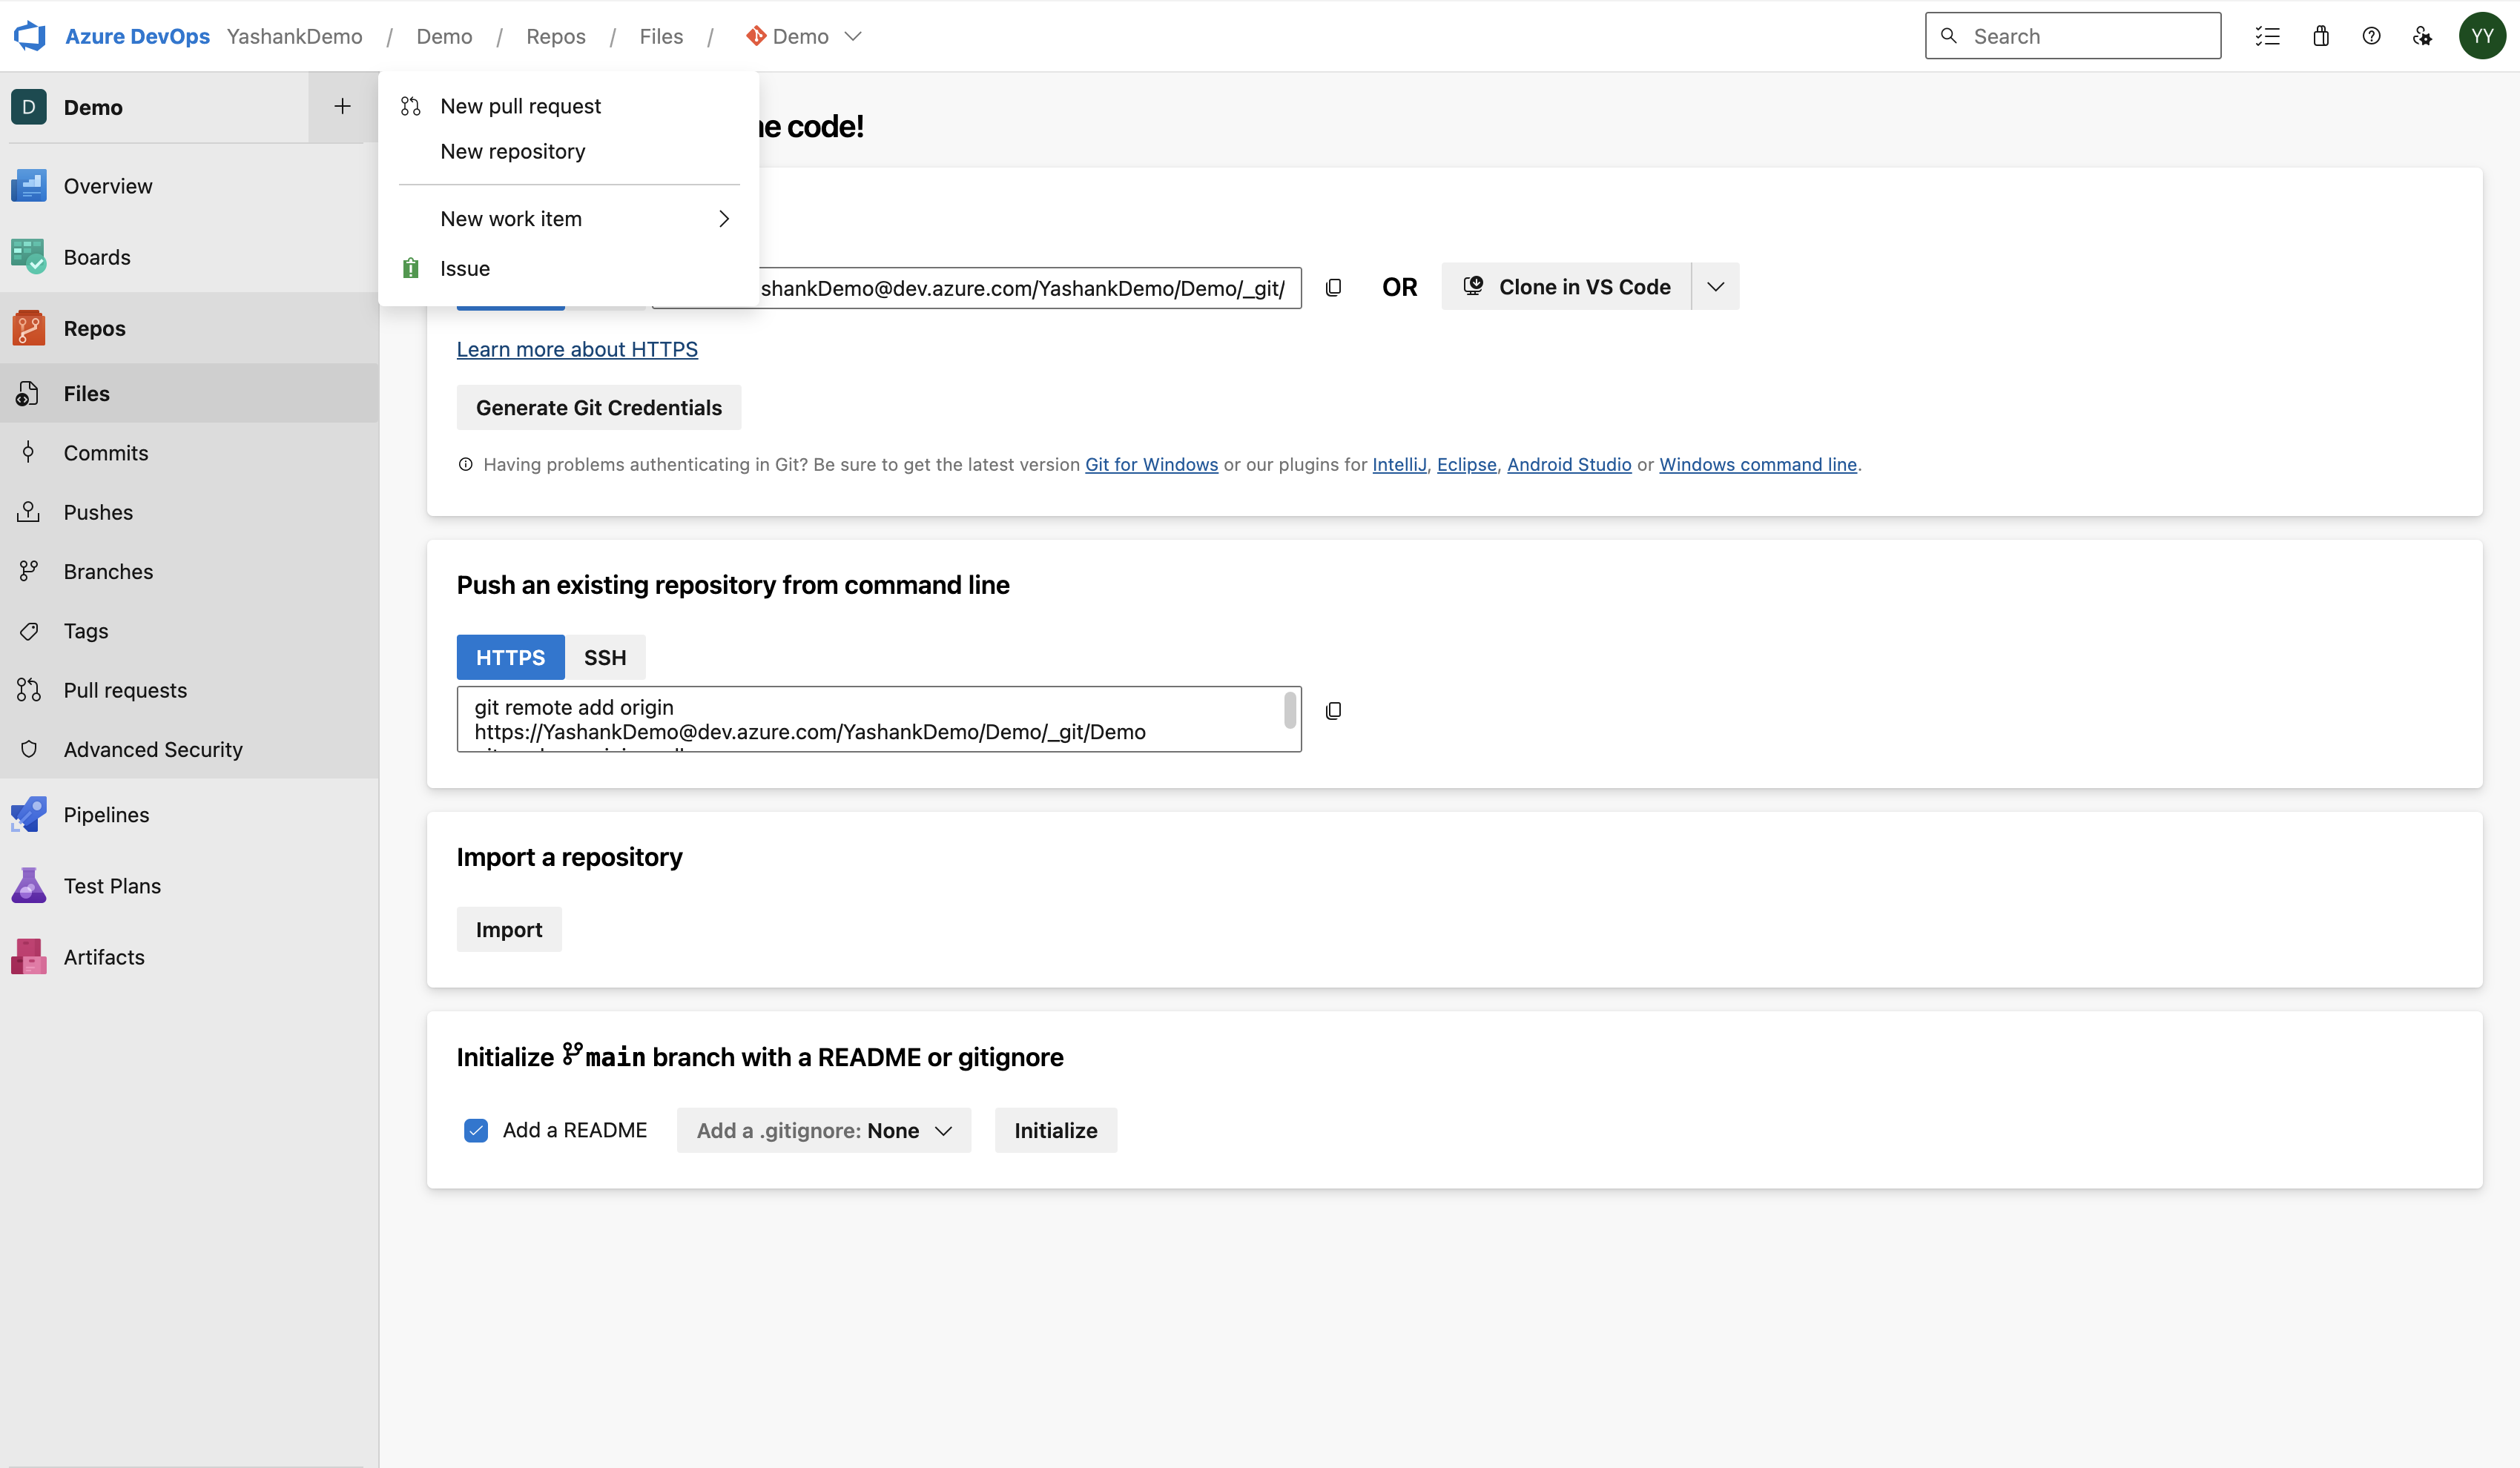 Azure DevOps YashankDemo / Demo / Repos / Files / Demo
Search
YY
D Demo
Overview
Boards
Repos
Files
Commits
Pushes
Branches
Tags
Pull requests
Advanced Security
Pipelines
Test Plans
Artifacts
New pull request
New repository
New work item
Issue
code!
shankDemo@dev.azure.com/YashankDemo/Demo/_git/
OR
Clone in VS Code
Learn more about HTTPS
Generate Git Credentials
Having problems authenticating in Git? Be sure to get the latest version Git for Windows or our plugins for IntelliJ, Eclipse, Android Studio or Windows command line.
Push an existing repository from command line
HTTPS SSH
git remote add origin
https://YashankDemo@dev.azure.com/YashankDemo/Demo/_git/Demo
Import a repository
Import
Initialize main branch with a README or gitignore
Add a README
Add a .gitignore: None
Initialize